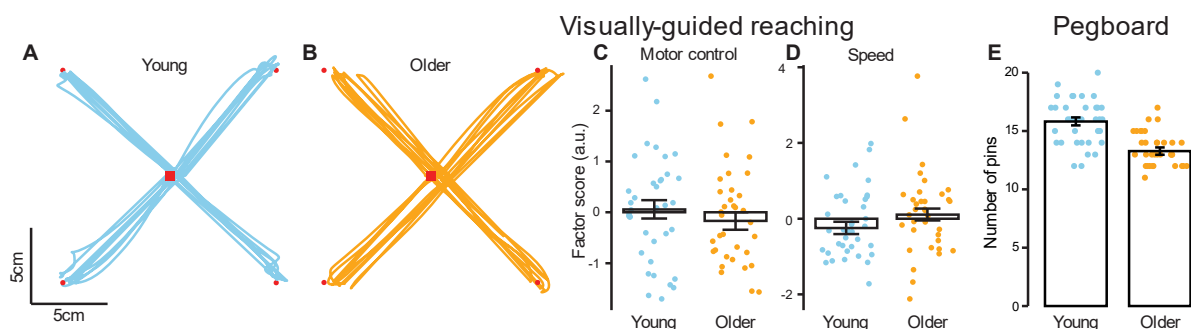 Visually-guided reaching
Pegboard
A
Young
B
Older
C
Motor control
D
Speed
E
5cm
5cm
Factor score (a.u.)
2
1
0
-1
Young
Older
4
2
0
-2
Young
Older
Number of pins
20
15
10
5
0
Young
Older